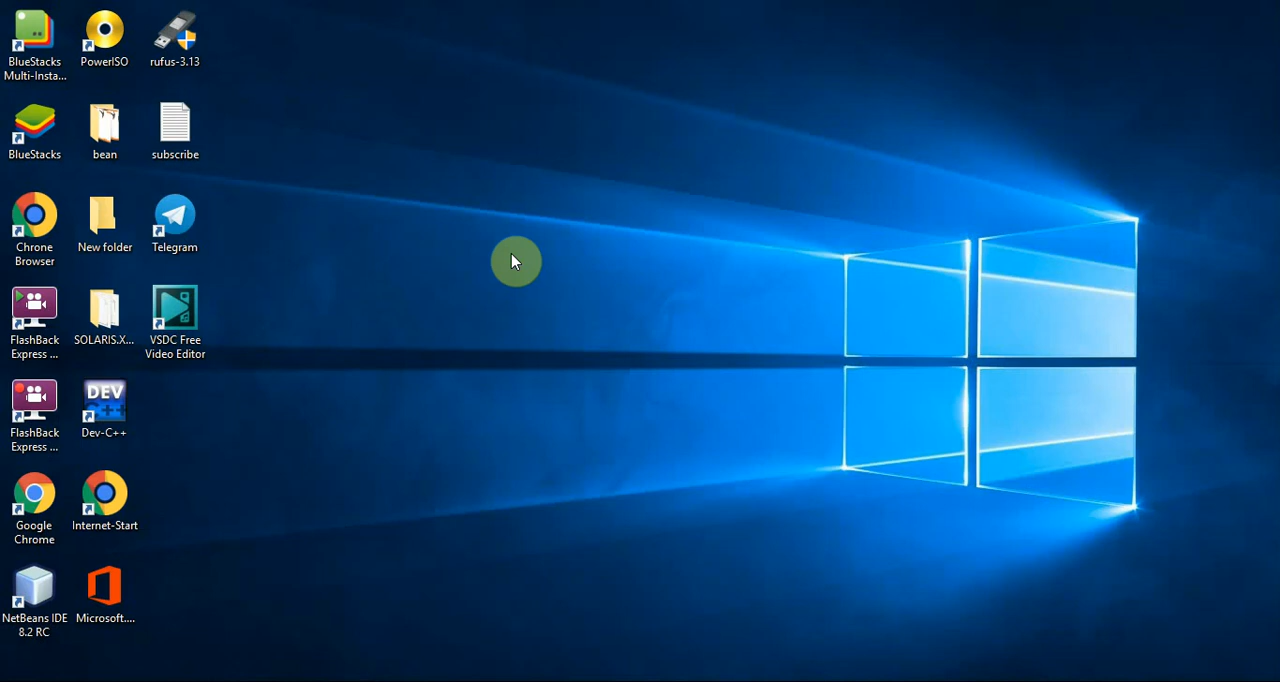 BlueStacks
Multi-Insta...
PowerISO
rufus-3.13
BlueStacks
bean
subscribe
Chrome
Browser
New folder
Telegram
FlashBack
Express ...
SOLARIS.X...
VSDC Free
Video Editor
FlashBack
Express ...
DEV
C++
Dev-C++
Google
Chrome
Internet-Start
NetBeans IDE
8.2 RC
Microsoft....